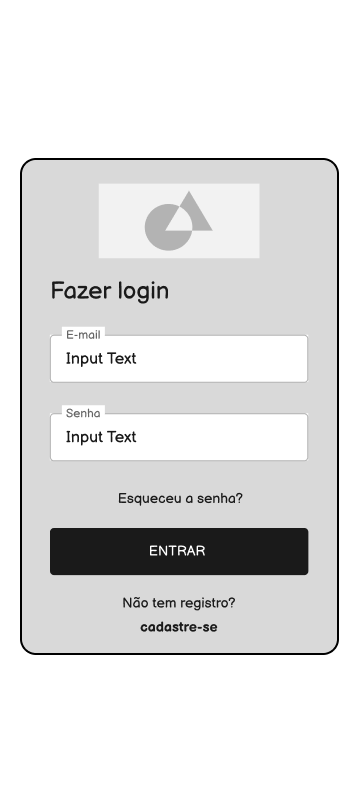 Fazer login
E-mail
Input Text
Senha
Input Text
Esqueceu a senha?
ENTRAR
Não tem registro?
cadastre-se